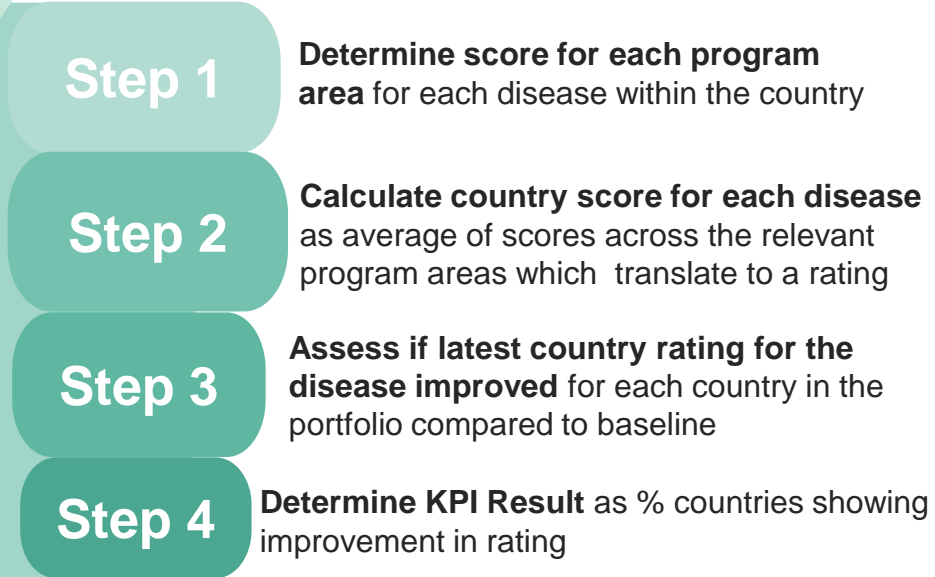 Step 1
Determine score for each program
area for each disease within the country
Step 2
Calculate country score for each disease
as average of scores across the relevant
program areas which  translate to a rating
Step 3
Assess if latest country rating for the
disease improved for each country in the
portfolio compared to baseline
Step 4
Determine KPI Result as % countries showing
improvement in rating